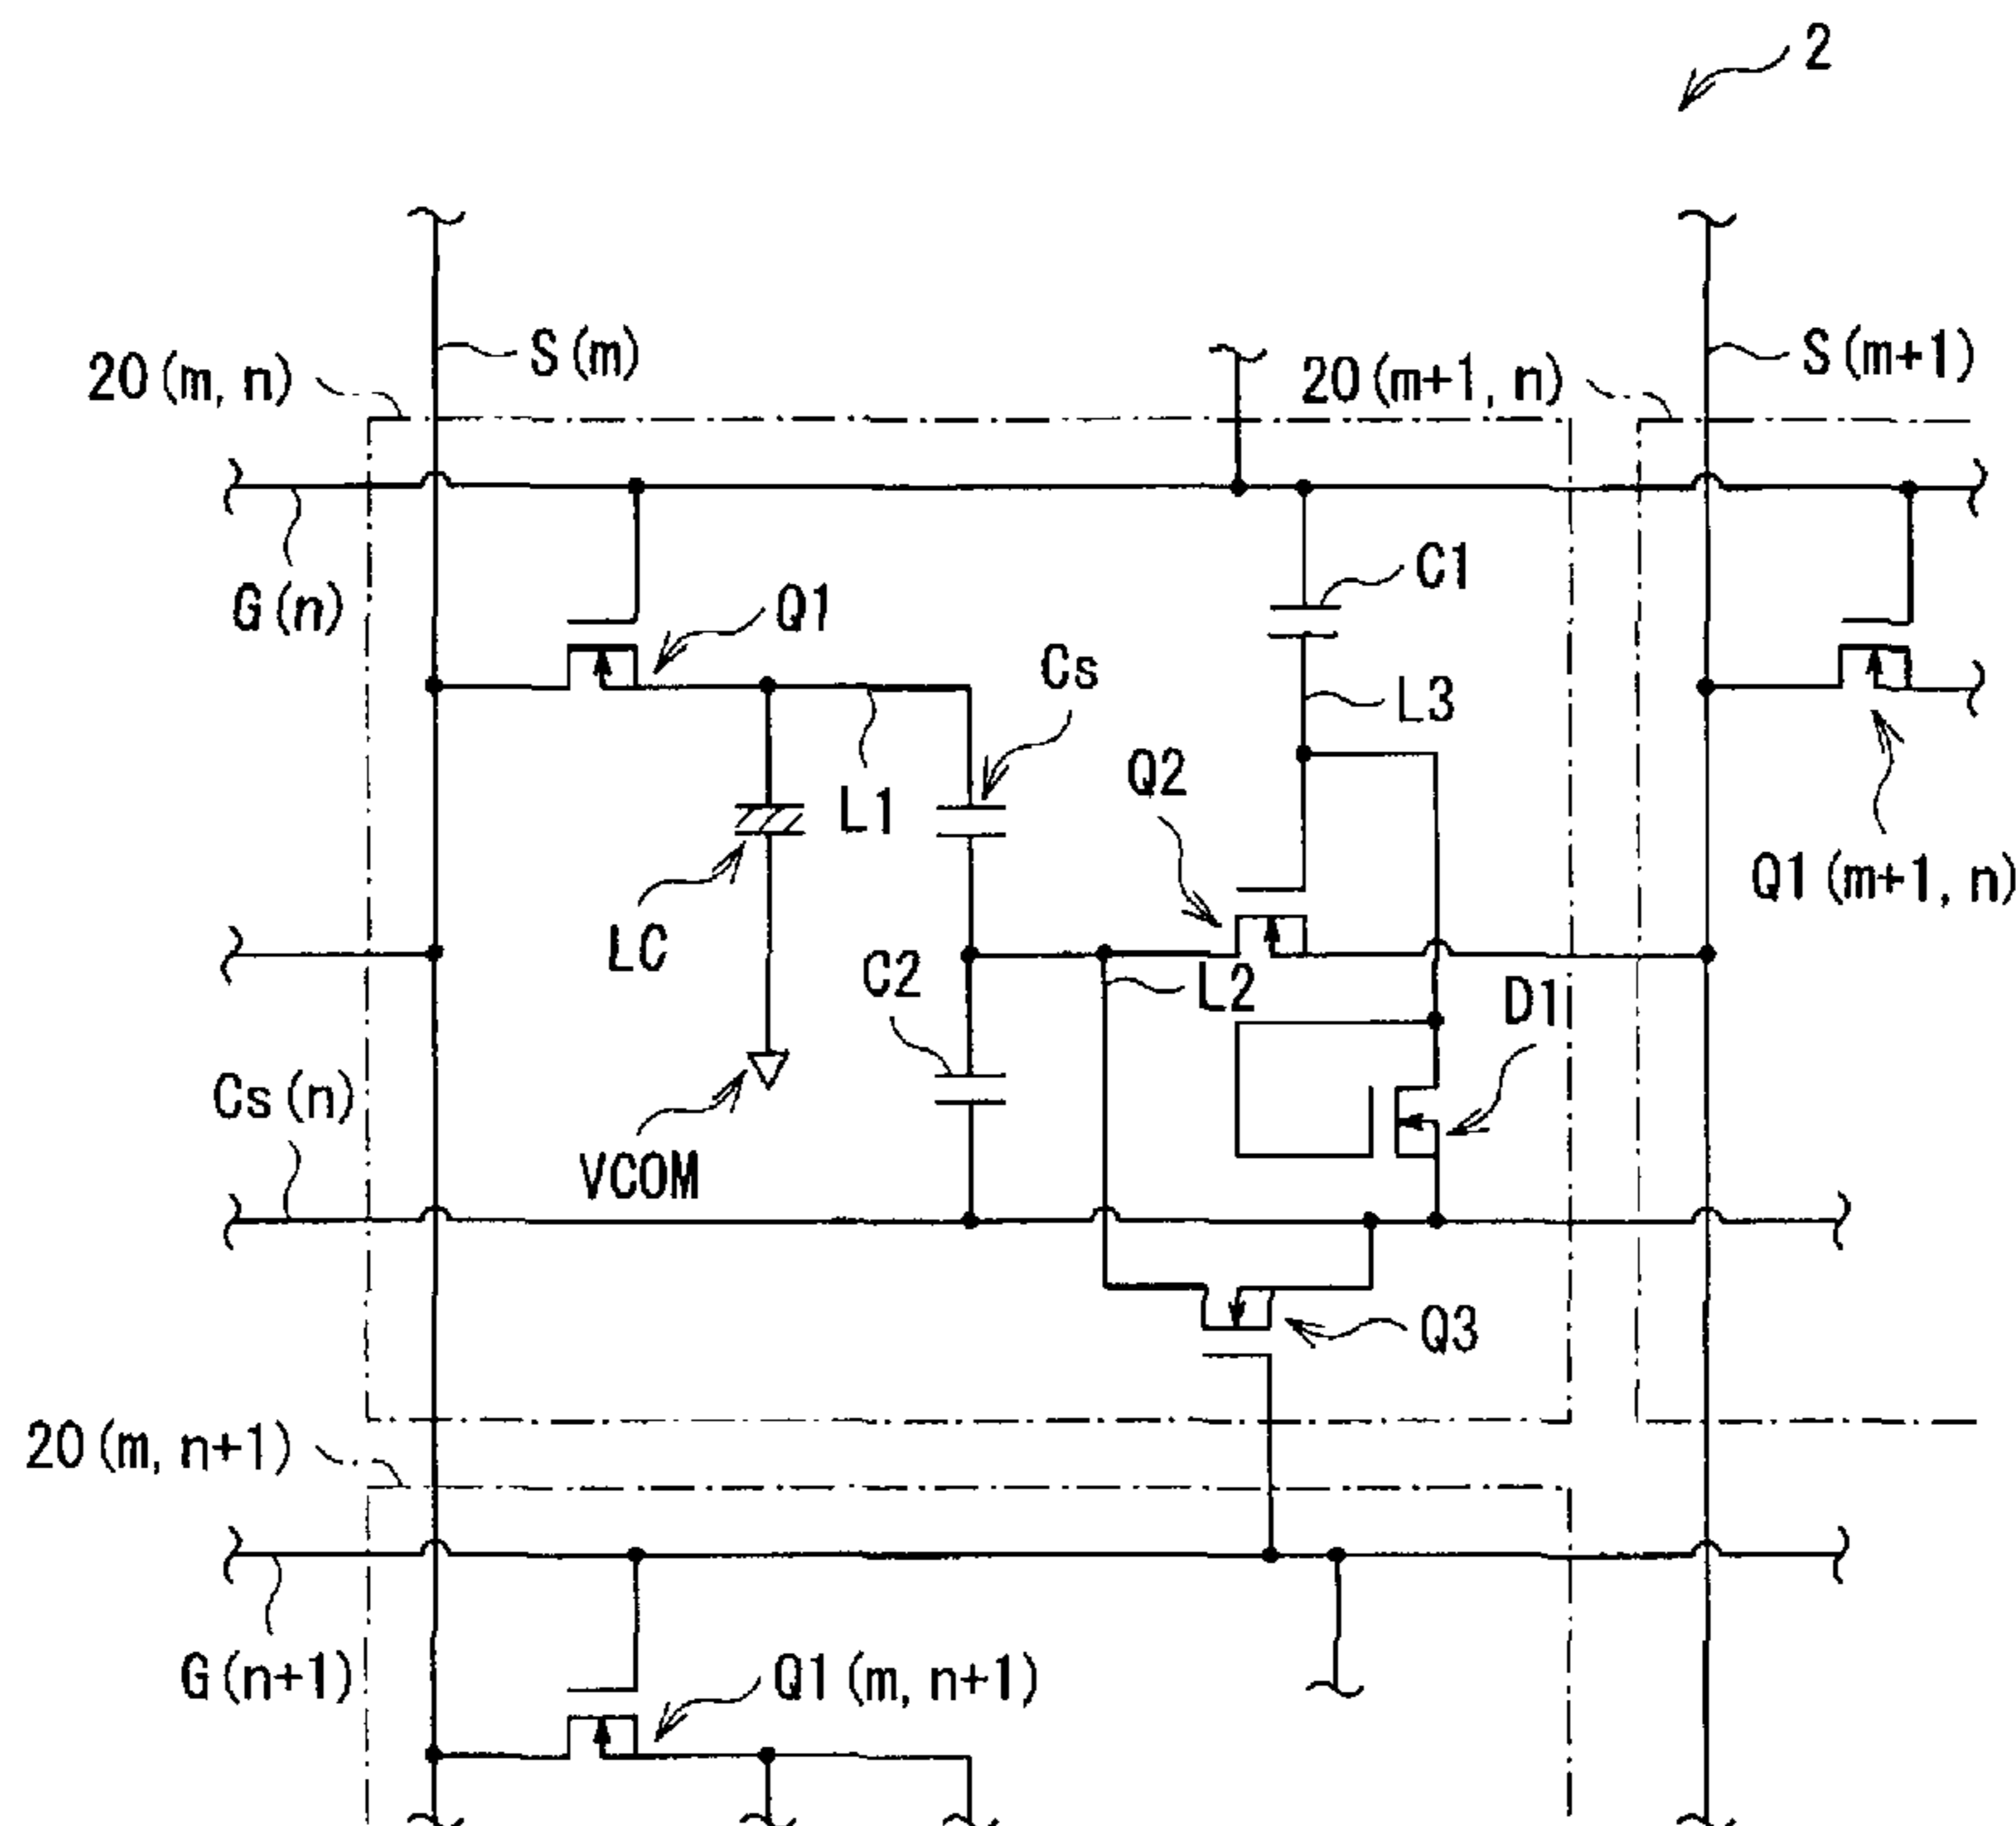 2
S(m)
S(m+1)
20(m, n)
20(m+1, n)
C1
G(n)
Q1
Cs
L3
Q2
L1
Q1(m+1, n)
LC
C2
L2
D1
Cs(n)
VCOM
Q3
20(m, n+1)
G(n+1)
Q1(m, n+1)